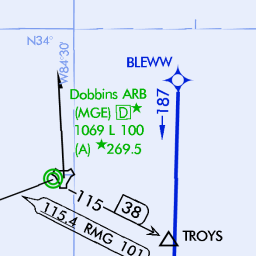 N34°
W84°30'
BLEWW
Dobbins ARB
(MGE) D★
1069 L 100
(A) ★269.5
187
115
38
115.4 RMG 101
TROYS